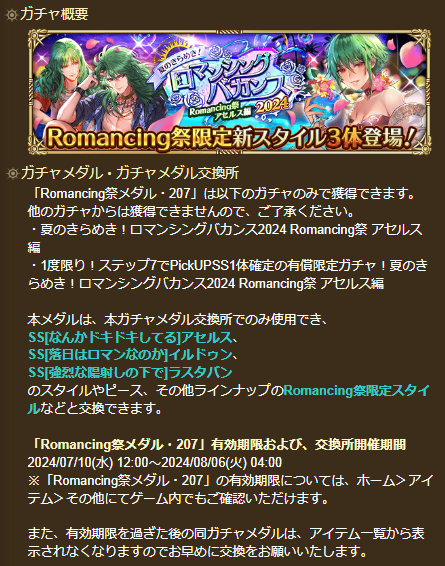 ガチャ概要
夏のきらめき!
ロマンシング
バカンス
Romancing祭
アセルス編
2024
Romancing祭限定新スタイル3体登場!
ガチャメダル・ガチャメダル交換所
「Romancing祭メダル・207」は以下のガチャのみで獲得できます。
他のガチャからは獲得できませんので、ご了承ください。
・夏のきらめき！ロマンシングバカンス2024 Romancing祭 アセルス
編
・1度限り！ステップ7でPickUPSS1体確定の有償限定ガチャ！夏のき
らめき！ロマンシングバカンス2024 Romancing祭 アセルス編
本メダルは、本ガチャメダル交換所でのみ使用でき、
SS[なんかドキドキしてる]アセルス、
SS[落日はロマンなのか]イルドゥン、
SS[強烈な陽射しの下で]ラスタバン
のスタイルやピース、その他ラインナップのRomancing祭限定スタイ
ルなどと交換できます。
「Romancing祭メダル・207」有効期限および、交換所開催期間
2024/07/10(水) 12:00～2024/08/06(火) 04:00
※「Romancing祭メダル・207」の有効期限については、ホーム＞アイ
テム＞その他にてゲーム内でもご確認いただけます。
また、有効期限を過ぎた後の同ガチャメダルは、アイテム一覧から表
示されなくなりますのでお早めに交換をお願いいたします。